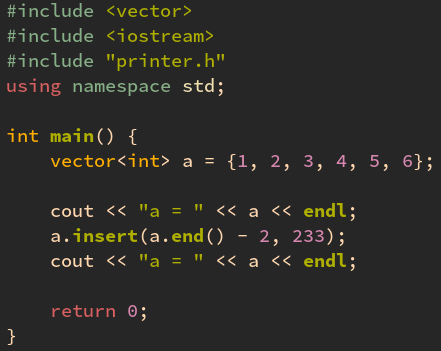 #include <vector>
#include <iostream>
#include "printer.h"
using namespace std;

int main() {
    vector<int> a = {1, 2, 3, 4, 5, 6};

    cout << "a = " << a << endl;
    a.insert(a.end() - 2, 233);
    cout << "a = " << a << endl;

    return 0;
}